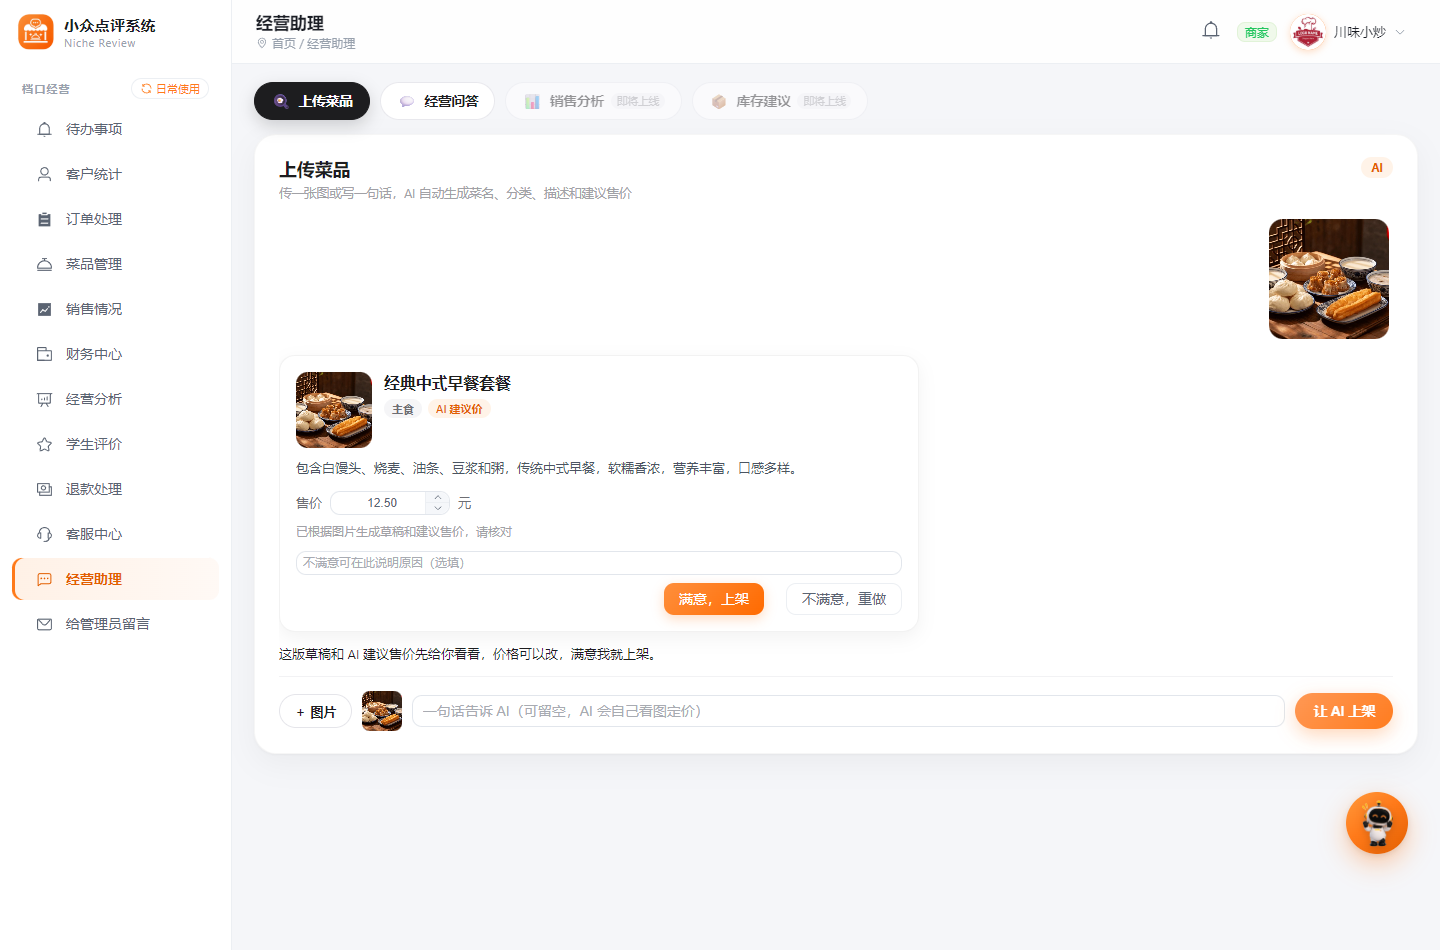 小众点评系统
Niche Review
档口经营
日常使用
待办事项
客户统计
订单处理
菜品管理
销售情况
财务中心
经营分析
学生评价
退款处理
客服中心
经营助理
给管理员留言
经营助理
首页 / 经营助理
商家
川味小炒
上传菜品
经营问答
销售分析 即将上线
库存建议 即将上线
上传菜品
AI
传一张图或写一句话，AI 自动生成菜名、分类、描述和建议售价
经典中式早餐套餐
主食
AI 建议价
包含白馒头、烧麦、油条、豆浆和粥，传统中式早餐，软糯香浓，营养丰富，口感多样。
售价 12.50 元
已根据图片生成草稿和建议售价，请核对
不满意可在此说明原因（选填）
满意，上架
不满意，重做
这版草稿和 AI 建议售价先给你看看，价格可以改，满意我就上架。
+ 图片
一句话告诉 AI（可留空，AI 会自己看图定价）
让 AI 上架